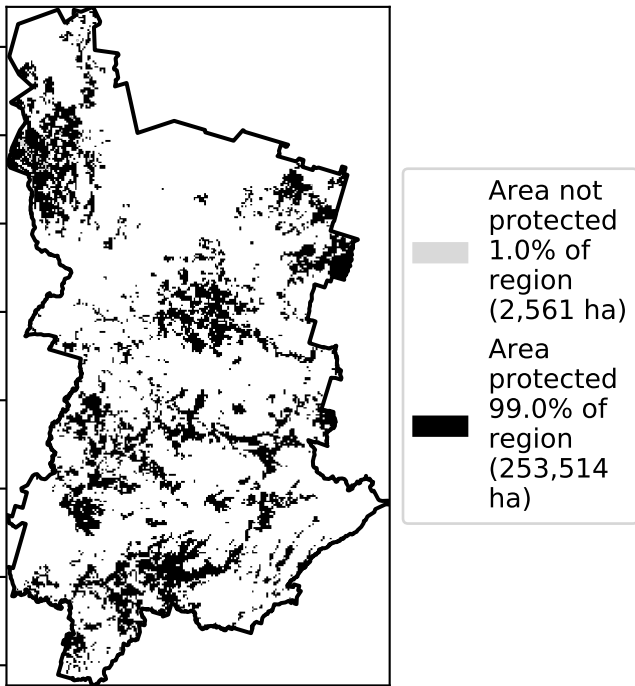 Area not
protected
1.0% of
region
(2,561 ha)
Area
protected
99.0% of
region
(253,514
ha)